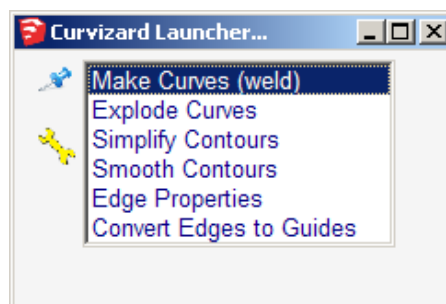 Curvizard Launcher...
Make Curves (weld)
Explode Curves
Simplify Contours
Smooth Contours
Edge Properties
Convert Edges to Guides